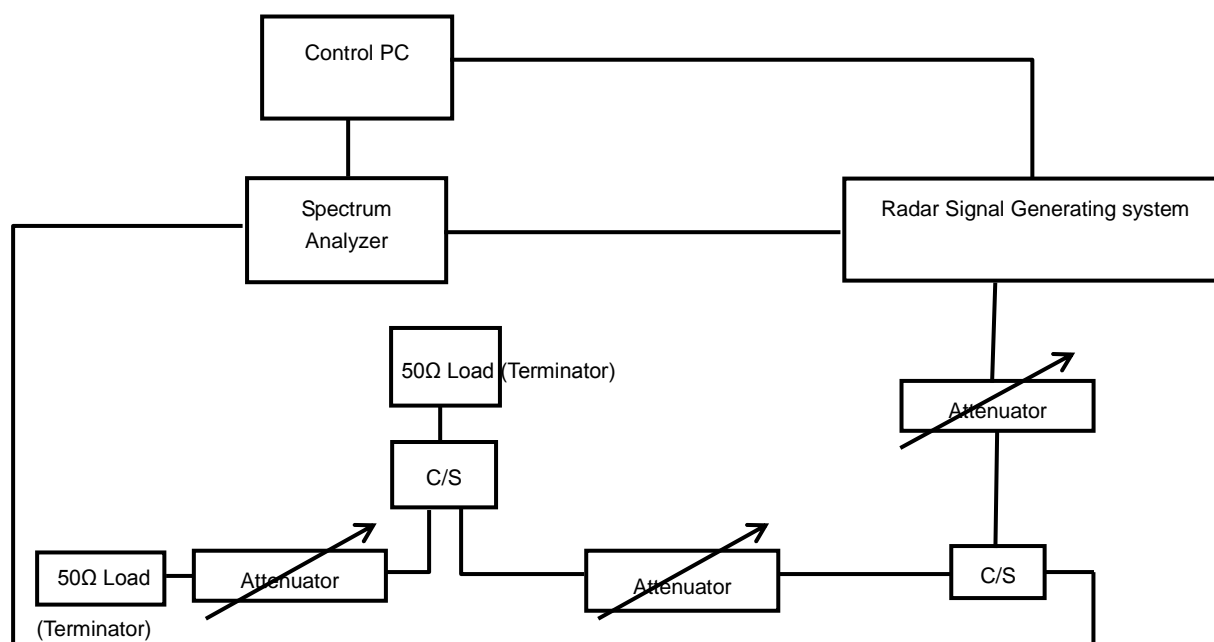 Control PC
Spectrum
Analyzer
Radar Signal Generating system
50Ω Load (Terminator)
Attenuator
C/S
50Ω Load
(Terminator)
Attenuator
Attenuator
C/S